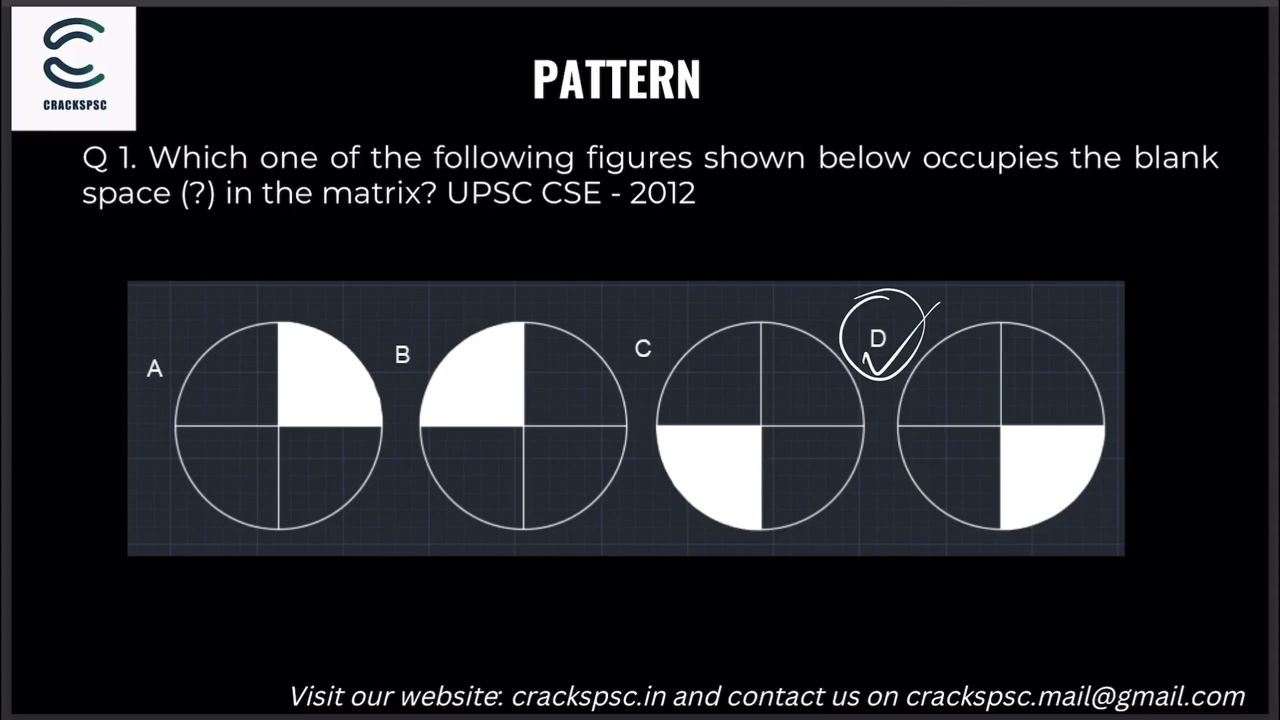 CRACKSPSC
PATTERN
Q 1. Which one of the following figures shown below occupies the blank
space (?) in the matrix? UPSC CSE - 2012
A
B
C
D
Visit our website: crackspsc.in and contact us on crackspsc.mail@gmail.com